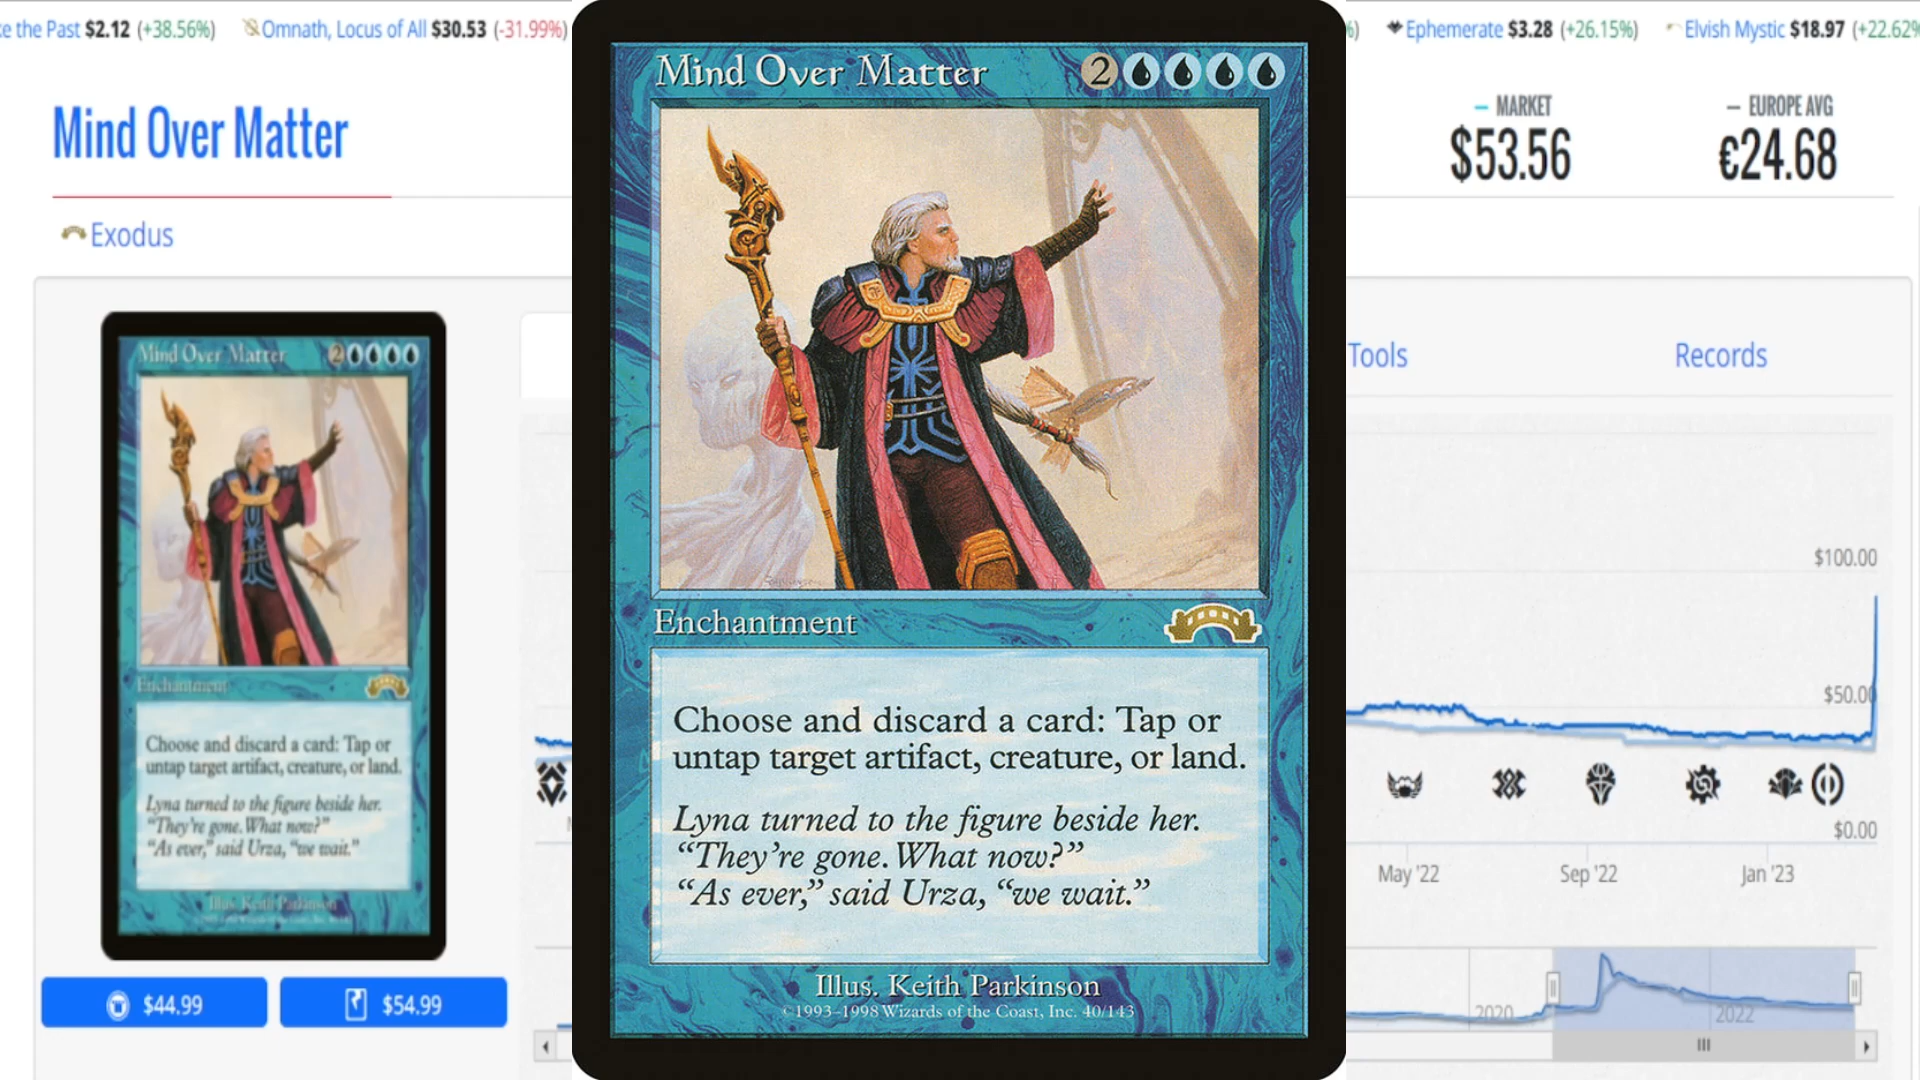 ke the Past $2.12 (+38.56%) Omnath, Locus of All $30.53 (-31.99%) %) Ephemerate $3.28 (+26.15%) Elvish Mystic $18.97 (+22.62%
Mind Over Matter
Exodus
MARKET
$53.56
EUROPE AVG
€24.68
Mind Over Matter 2
Choose and discard a card: Tap or
untap target artifact, creature, or land.
Lyna turned to the figure beside her.
“They’re gone. What now?”
“As ever,” said Urza, “we wait.”
Illus. Keith Parkinson
$44.99
$54.99
Mind Over Matter 2
Enchantment
Choose and discard a card: Tap or
untap target artifact, creature, or land.
Lyna turned to the figure beside her.
“They’re gone. What now?”
“As ever,” said Urza, “we wait.”
Illus. Keith Parkinson
©1993–1998 Wizards of the Coast, Inc. 40/143
Tools
Records
$100.00
$50.00
$0.00
May '22
Sep '22
Jan '23
2020
2022